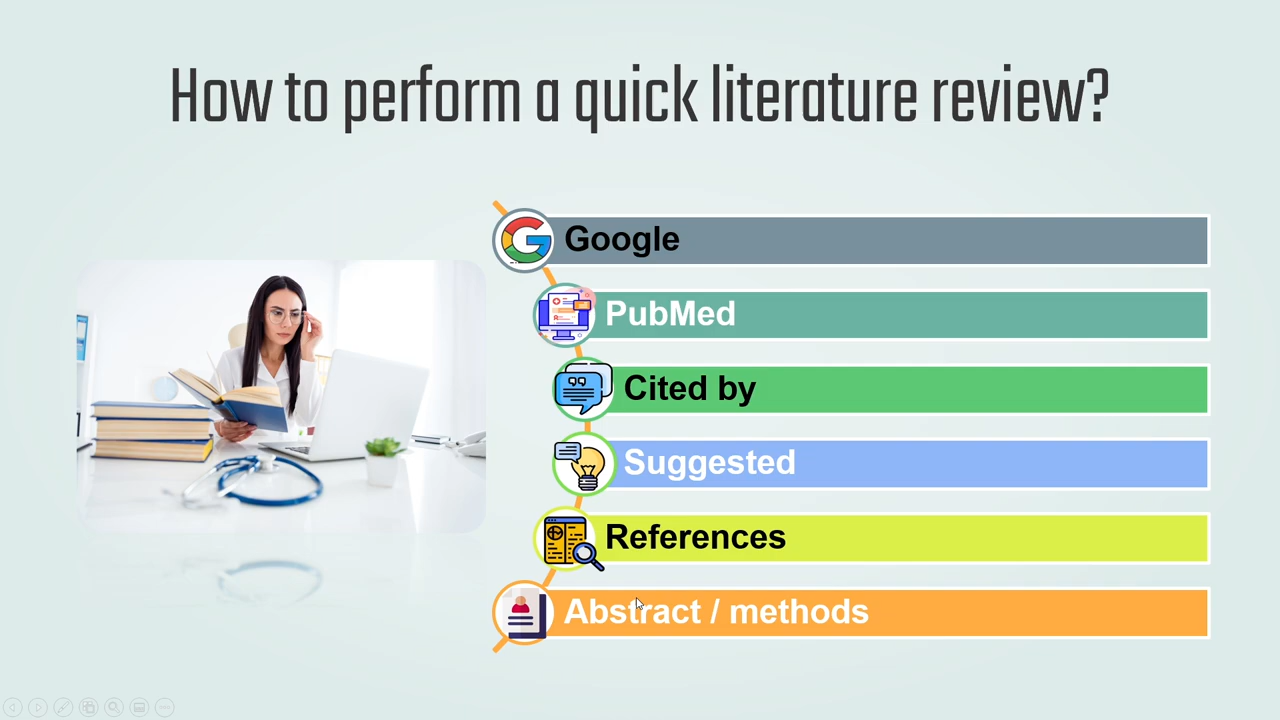 How to perform a quick literature review?
Google
PubMed
Cited by
Suggested
References
Abstract / methods